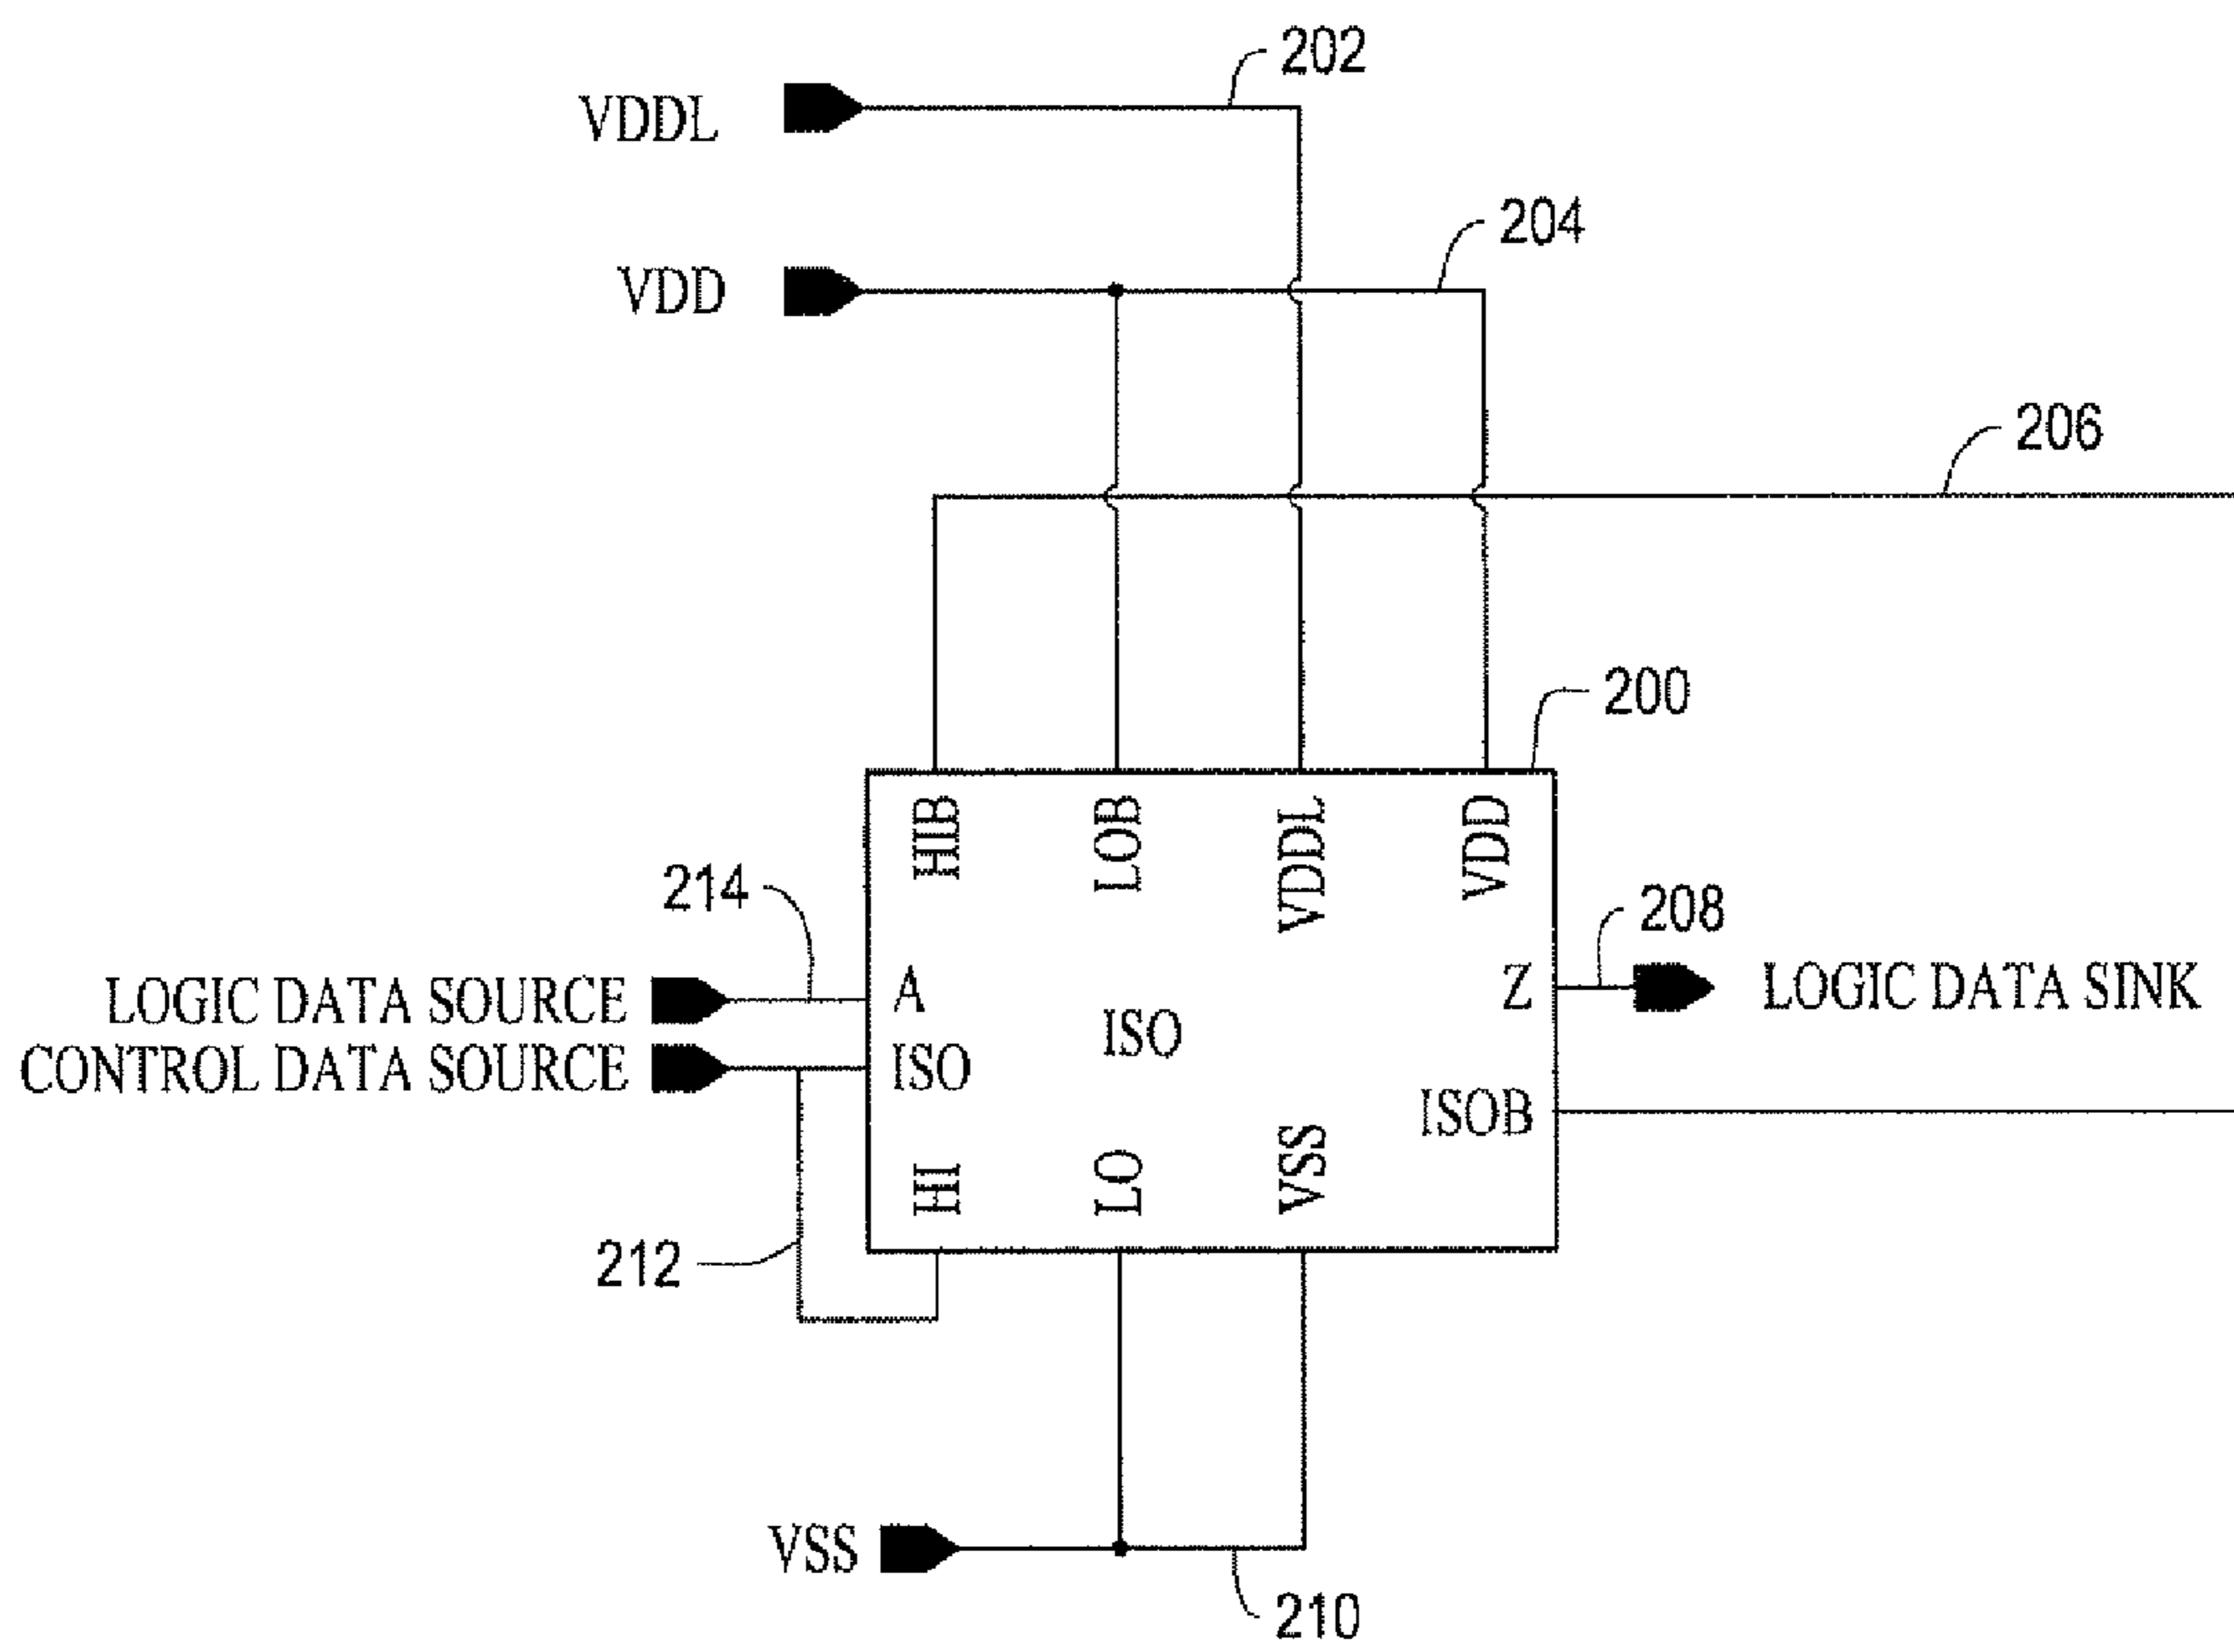 202
VDDL
204
VDD
206
200
HIB
LOB
VDDL
VDD
214
208
LOGIC DATA SOURCE
A
Z
LOGIC DATA SINK
ISO
CONTROL DATA SOURCE
ISO
ISOB
HI
LO
VSS
212
VSS
210